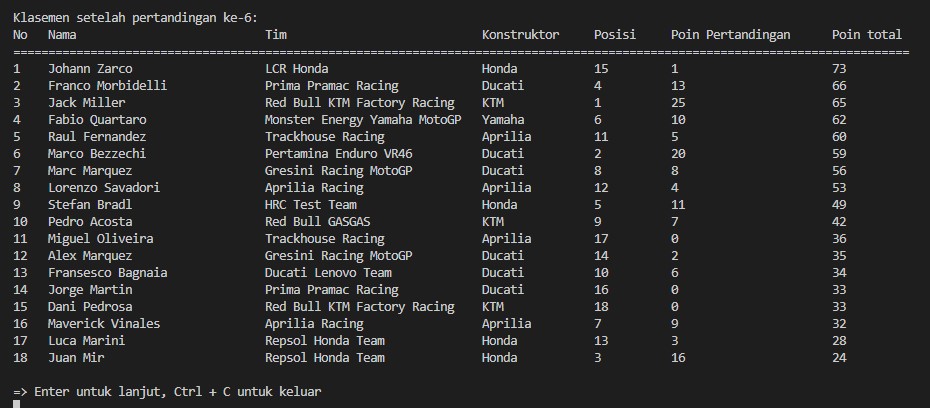 Klasemen setelah pertandingan ke-6:
No Nama Tim Konstruktor Posisi Poin Pertandingan Poin total
================================================================================================================================
1 Johann Zarco LCR Honda Honda 15 1 73
2 Franco Morbidelli Prima Pramac Racing Ducati 4 13 66
3 Jack Miller Red Bull KTM Factory Racing KTM 1 25 65
4 Fabio Quartaro Monster Energy Yamaha MotoGP Yamaha 6 10 62
5 Raul Fernandez Trackhouse Racing Aprilia 11 5 60
6 Marco Bezzechi Pertamina Enduro VR46 Ducati 2 20 59
7 Marc Marquez Gresini Racing MotoGP Ducati 8 8 56
8 Lorenzo Savadori Aprilia Racing Aprilia 12 4 53
9 Stefan Bradl HRC Test Team Honda 5 11 49
10 Pedro Acosta Red Bull GASGAS KTM 9 7 42
11 Miguel Oliveira Trackhouse Racing Aprilia 17 0 36
12 Alex Marquez Gresini Racing MotoGP Ducati 14 2 35
13 Fransesco Bagnaia Ducati Lenovo Team Ducati 10 6 34
14 Jorge Martin Prima Pramac Racing Ducati 16 0 33
15 Dani Pedrosa Red Bull KTM Factory Racing KTM 18 0 33
16 Maverick Vinales Aprilia Racing Aprilia 7 9 32
17 Luca Marini Repsol Honda Team Honda 13 3 28
18 Juan Mir Repsol Honda Team Honda 3 16 24
=> Enter untuk lanjut, Ctrl + C untuk keluar